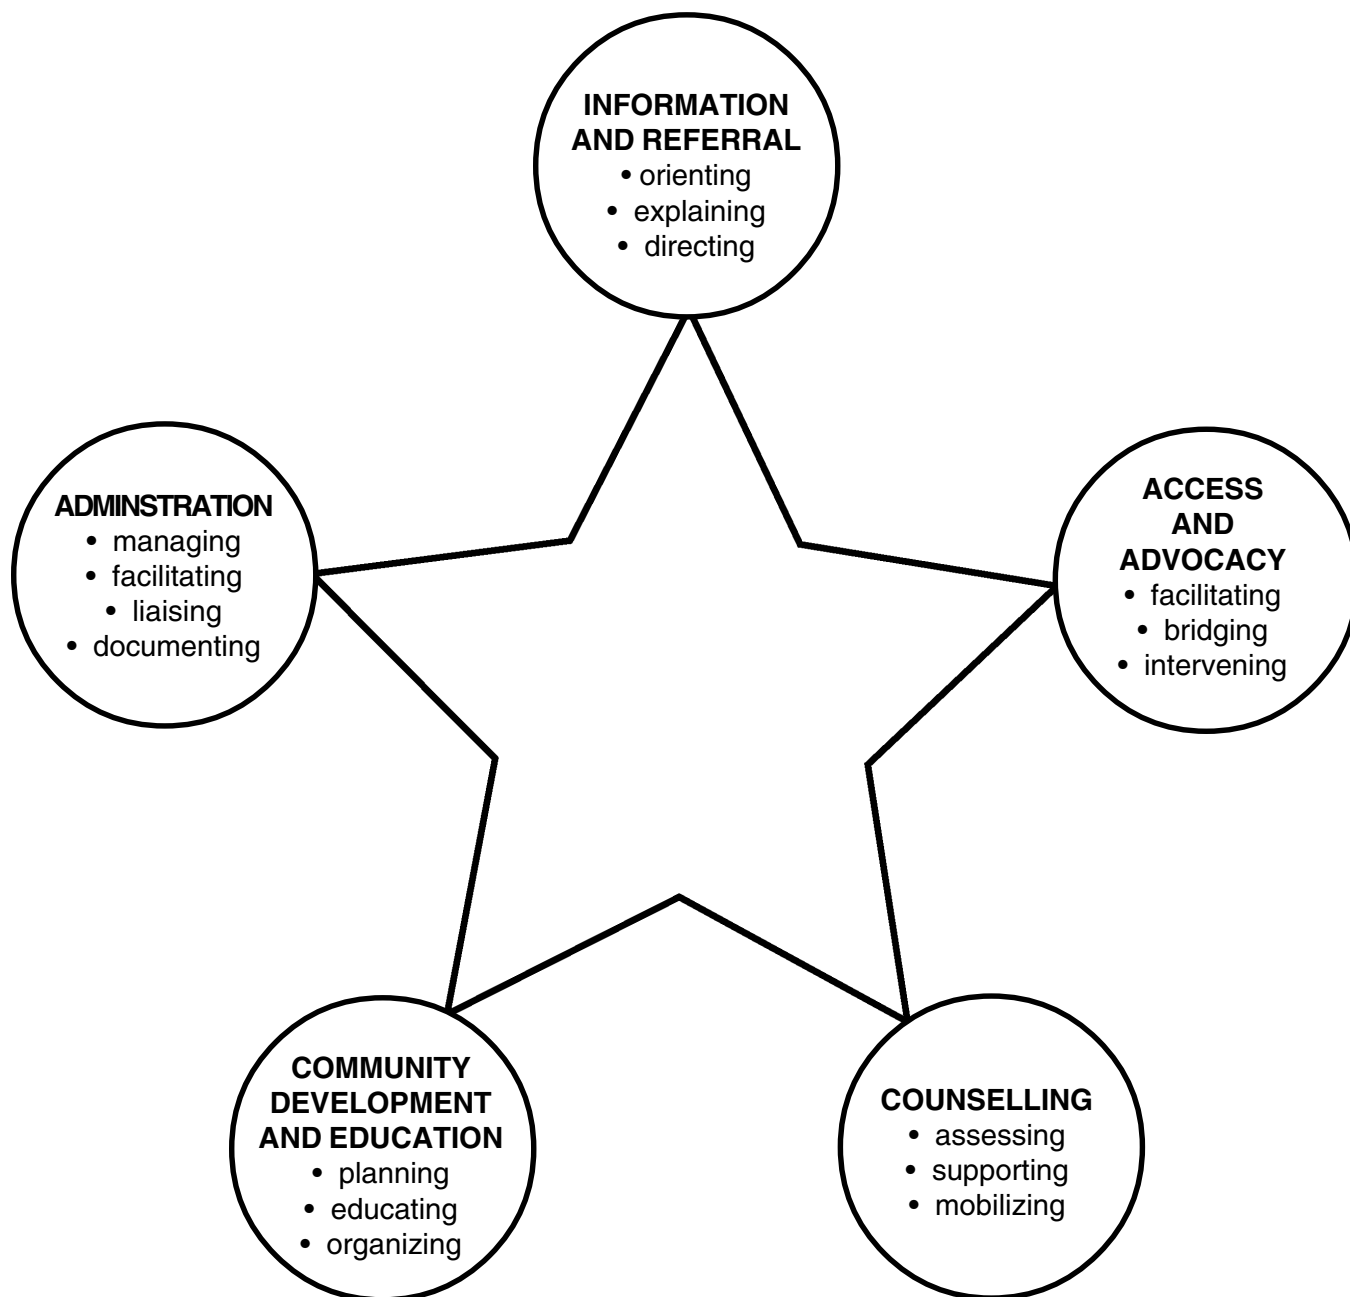 INFORMATION
AND REFERRAL
• orienting
• explaining
• directing
ADMINSTRATION
• managing
• facilitating
• liaising
• documenting
ACCESS
AND
ADVOCACY
• facilitating
• bridging
• intervening
COMMUNITY
DEVELOPMENT
AND EDUCATION
• planning
• educating
• organizing
COUNSELLING
• assessing
• supporting
• mobilizing